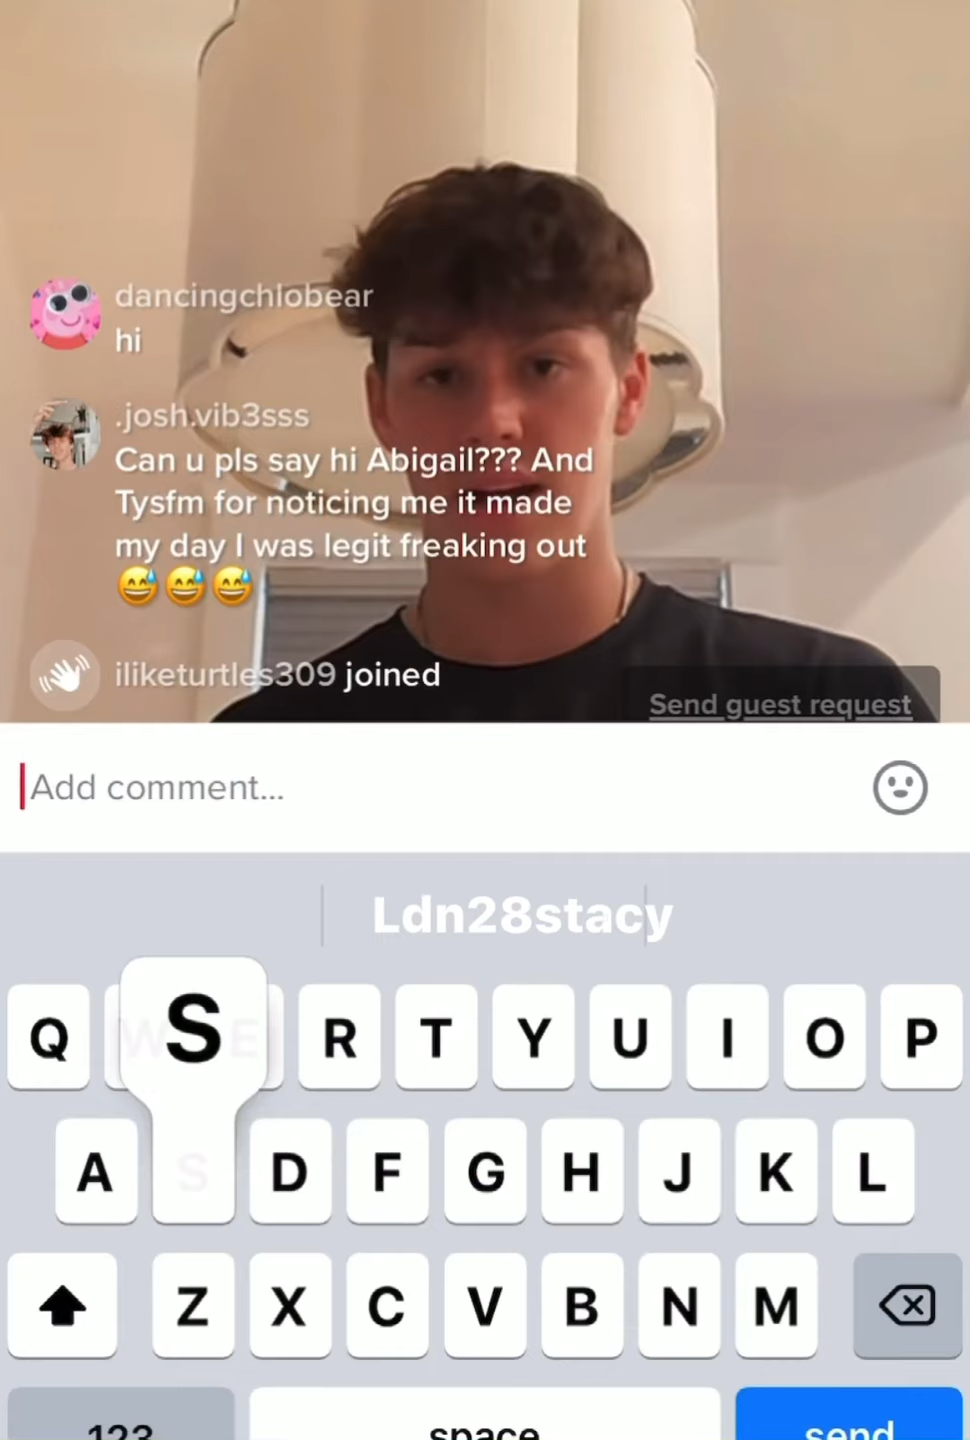 dancingchlobear
hi
.josh.vib3sss
Can u pls say hi Abigail??? And
Tysfm for noticing me it made
my day I was legit freaking out
😅😅😅
iliketurtles309 joined
Send guest request
Add comment...
Ldn28stacy
S
Q W E R T Y U I O P
A S D F G H J K L
Z X C V B N M
123 space send